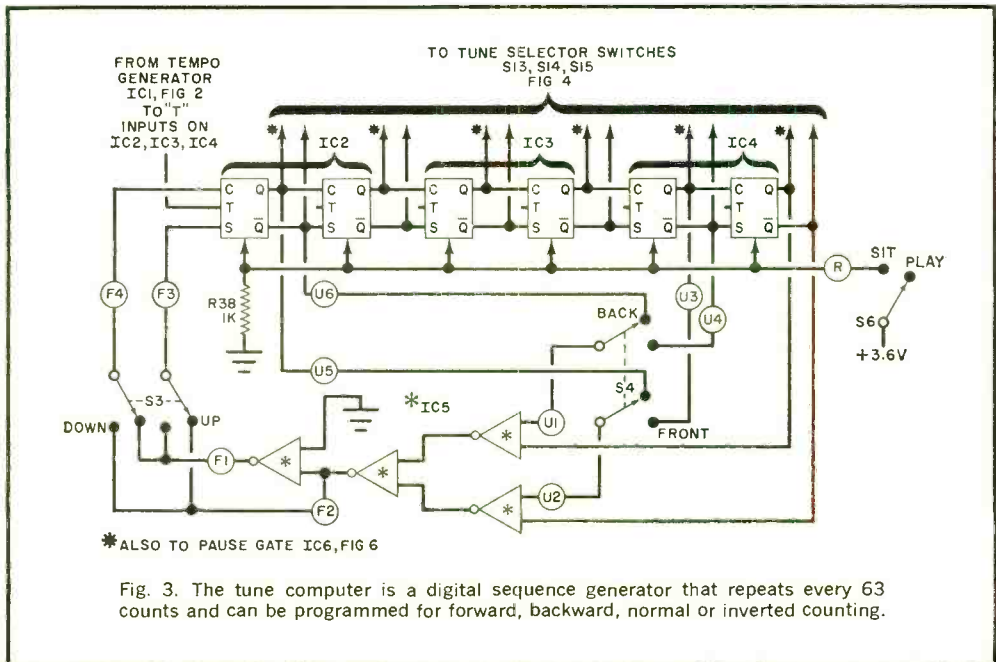 TO TUNE SELECTOR SWITCHES
S13, S14, S15
FIG 4
FROM TEMPO
GENERATOR
IC1, FIG 2
TO "T"
INPUTS ON
IC2, IC3, IC4
* * * * * *
IC2 IC3 IC4
C Q C Q C Q C Q C Q C Q
T T T T T T
S Q̅ S Q̅ S Q̅ S Q̅ S Q̅ S Q̅
R SIT PLAY
F4 F3 R38
1K
U6 U3 U4
S6
+3.6V
BACK
U5
S3 *IC5 U1 S4
DOWN UP FRONT
F1 * * * U2
F2 *
*ALSO TO PAUSE GATE IC6, FIG 6
Fig. 3. The tune computer is a digital sequence generator that repeats every 63
counts and can be programmed for forward, backward, normal or inverted counting.